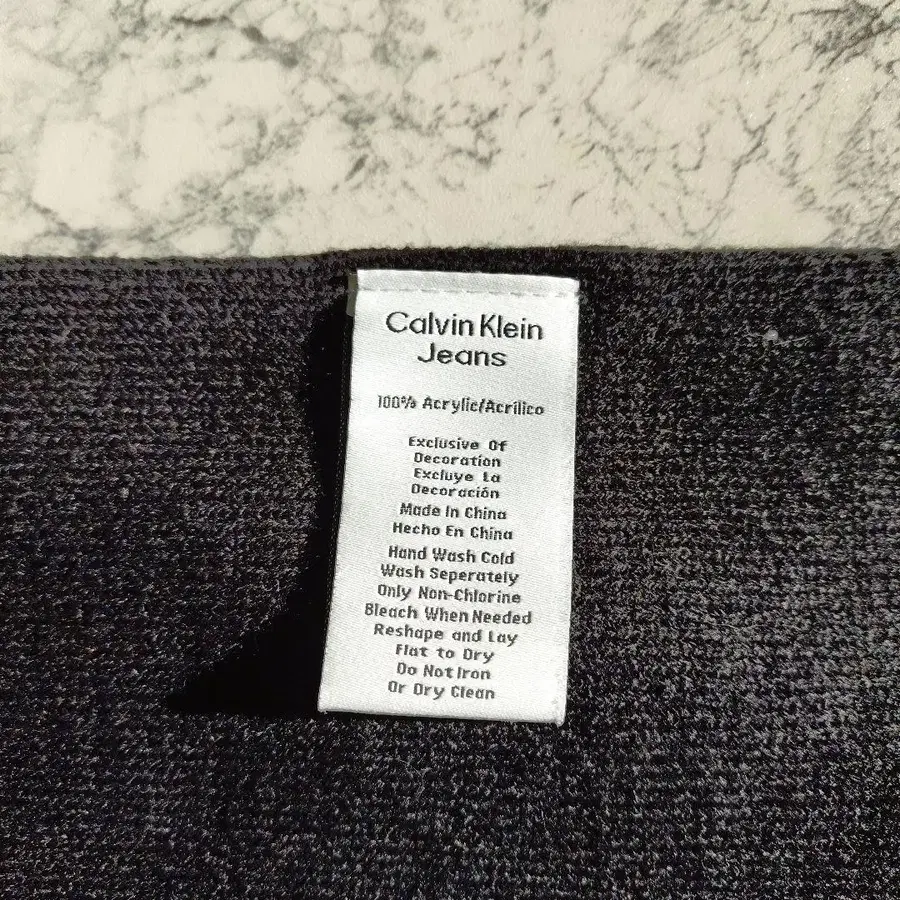 Calvin Klein
Jeans
100% Acrylic/Acrílico
Exclusive Of
Decoration
Excluye La
Decoración
Made In China
Hecho En China
Hand Wash Cold
Wash Seperately
Only Non-Chlorine
Bleach When Needed
Reshape and Lay
Flat to Dry
Do Not Iron
Or Dry Clean